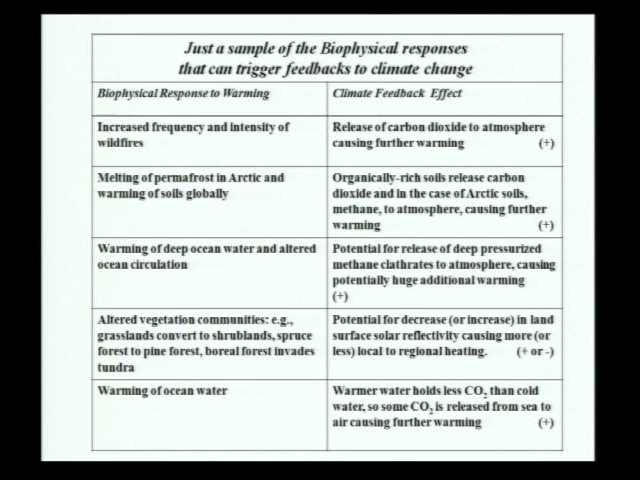 Just a sample of the Biophysical responses
that can trigger feedbacks to climate change
Biophysical Response to Warming
Climate Feedback Effect
Increased frequency and intensity of
wildfires
Release of carbon dioxide to atmosphere
causing further warming (+)
Melting of permafrost in Arctic and
warming of soils globally
Organically-rich soils release carbon
dioxide and in the case of Arctic soils,
methane, to atmosphere, causing further
warming (+)
Warming of deep ocean water and altered
ocean circulation
Potential for release of deep pressurized
methane clathrates to atmosphere, causing
potentially huge additional warming
(+)
Altered vegetation communities: e.g.,
grasslands convert to shrublands, spruce
forest to pine forest, boreal forest invades
tundra
Potential for decrease (or increase) in land
surface solar reflectivity causing more (or
less) local to regional heating. (+ or -)
Warming of ocean water
Warmer water holds less CO₂ than cold
water, so some CO₂ is released from sea to
air causing further warming (+)